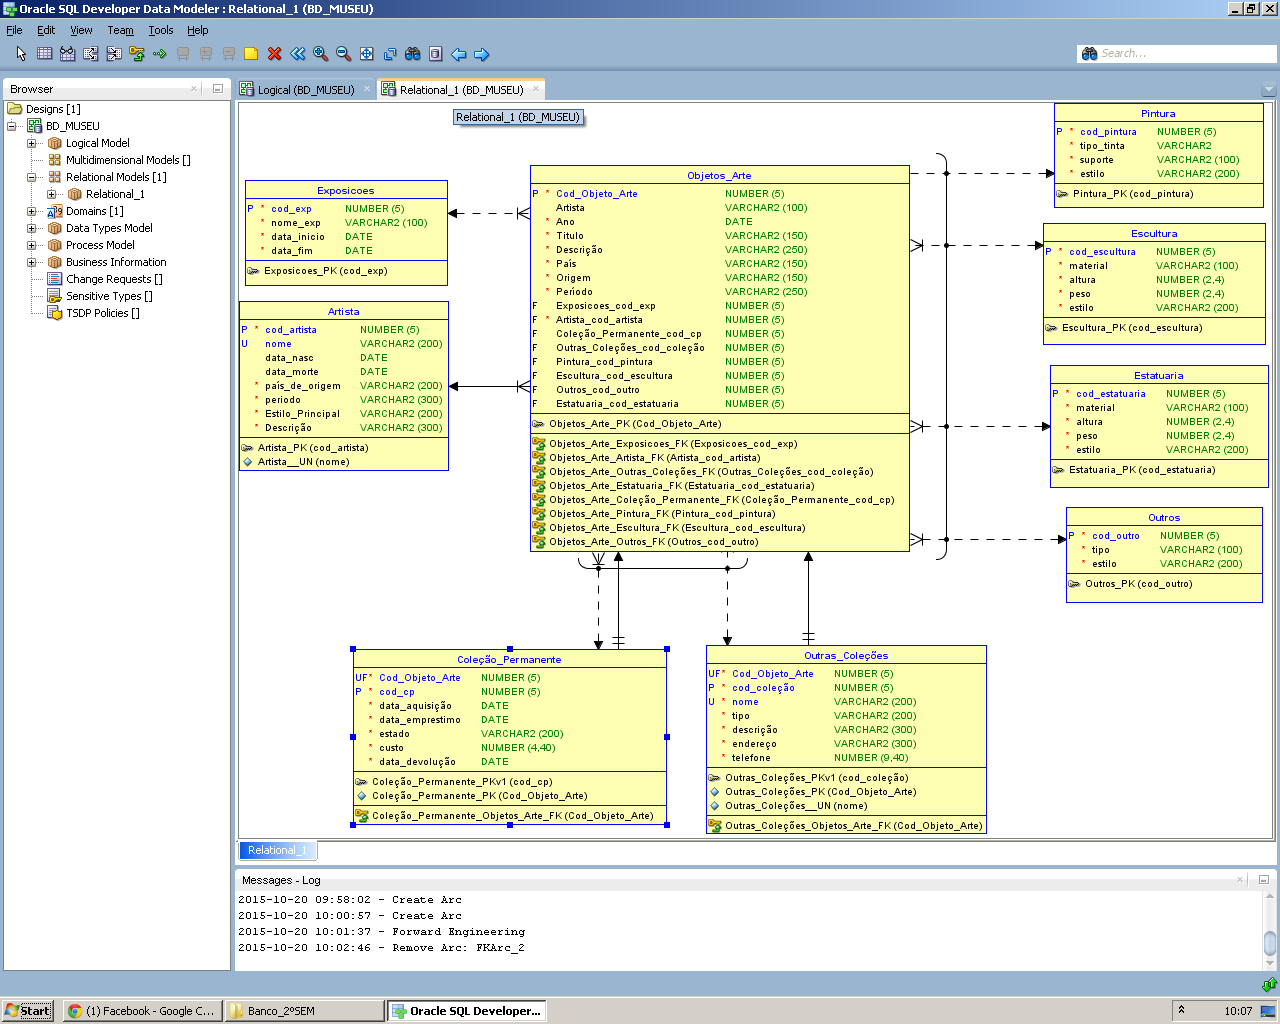 Oracle SQL Developer Data Modeler : Relational_1 (BD_MUSEU)
File Edit View Team Tools Help
Search...
Browser
Designs [1]
BD_MUSEU
Logical Model
Multidimensional Models []
Relational Models [1]
Relational_1
Domains [1]
Data Types Model
Process Model
Business Information
Change Requests []
Sensitive Types []
TSDP Policies []
Logical (BD_MUSEU)
Relational_1 (BD_MUSEU)
Relational_1 (BD_MUSEU)
Exposicoes
P * cod_exp NUMBER (5)
* nome_exp VARCHAR2 (100)
* data_inicio DATE
* data_fim DATE
Exposicoes_PK (cod_exp)
Artista
P * cod_artista NUMBER (5)
U nome VARCHAR2 (200)
data_nasc DATE
data_morte DATE
* país_de_origem VARCHAR2 (200)
* periodo VARCHAR2 (300)
* Estilo_Principal VARCHAR2 (200)
* Descrição VARCHAR2 (300)
Artista_PK (cod_artista)
Artista__UN (nome)
Objetos_Arte
P * Cod_Objeto_Arte NUMBER (5)
Artista VARCHAR2 (100)
* Ano DATE
* Titulo VARCHAR2 (150)
* Descrição VARCHAR2 (250)
* País VARCHAR2 (150)
* Origem VARCHAR2 (150)
* Período VARCHAR2 (250)
F Exposicoes_cod_exp NUMBER (5)
F * Artista_cod_artista NUMBER (5)
F Coleção_Permanente_cod_cp NUMBER (5)
F Outras_Coleções_cod_coleção NUMBER (5)
F Pintura_cod_pintura NUMBER (5)
F Escultura_cod_escultura NUMBER (5)
F Outros_cod_outro NUMBER (5)
F Estatuaria_cod_estatuaria NUMBER (5)
Objetos_Arte_PK (Cod_Objeto_Arte)
Objetos_Arte_Exposicoes_FK (Exposicoes_cod_exp)
Objetos_Arte_Artista_FK (Artista_cod_artista)
Objetos_Arte_Outras_Coleções_FK (Outras_Coleções_cod_coleção)
Objetos_Arte_Estatuaria_FK (Estatuaria_cod_estatuaria)
Objetos_Arte_Coleção_Permanente_FK (Coleção_Permanente_cod_cp)
Objetos_Arte_Pintura_FK (Pintura_cod_pintura)
Objetos_Arte_Escultura_FK (Escultura_cod_escultura)
Objetos_Arte_Outros_FK (Outros_cod_outro)
Pintura
P * cod_pintura NUMBER (5)
* tipo_tinta VARCHAR2
* suporte VARCHAR2 (100)
* estilo VARCHAR2 (200)
Pintura_PK (cod_pintura)
Escultura
P * cod_escultura NUMBER (5)
* material VARCHAR2 (100)
* altura NUMBER (2,4)
* peso NUMBER (2,4)
* estilo VARCHAR2 (200)
Escultura_PK (cod_escultura)
Estatuaria
P * cod_estatuaria NUMBER (5)
* material VARCHAR2 (100)
* altura NUMBER (2,4)
* peso NUMBER (2,4)
* estilo VARCHAR2 (200)
Estatuaria_PK (cod_estatuaria)
Outros
P * cod_outro NUMBER (5)
* tipo VARCHAR2 (100)
* estilo VARCHAR2 (200)
Outros_PK (cod_outro)
Coleção_Permanente
UF* Cod_Objeto_Arte NUMBER (5)
P * cod_cp NUMBER (5)
* data_aquisição DATE
* data_emprestimo DATE
* estado VARCHAR2 (200)
* custo NUMBER (4,40)
* data_devolução DATE
Coleção_Permanente_PKv1 (cod_cp)
Coleção_Permanente_PK (Cod_Objeto_Arte)
Coleção_Permanente_Objetos_Arte_FK (Cod_Objeto_Arte)
Outras_Coleções
UF* Cod_Objeto_Arte NUMBER (5)
P * cod_coleção NUMBER (5)
U * nome VARCHAR2 (200)
* tipo VARCHAR2 (200)
* descrição VARCHAR2 (300)
* endereço VARCHAR2 (300)
* telefone NUMBER (9,40)
Outras_Coleções_PKv1 (cod_coleção)
Outras_Coleções_PK (Cod_Objeto_Arte)
Outras_Coleções__UN (nome)
Outras_Coleções_Objetos_Arte_FK (Cod_Objeto_Arte)
Relational_1
Messages - Log
2015-10-20 09:58:02 - Create Arc
2015-10-20 10:00:57 - Create Arc
2015-10-20 10:01:37 - Forward Engineering
2015-10-20 10:02:46 - Remove Arc: FKArc_2
Start
(1) Facebook - Google C...
Banco_2ºSEM
Oracle SQL Developer...
10:07